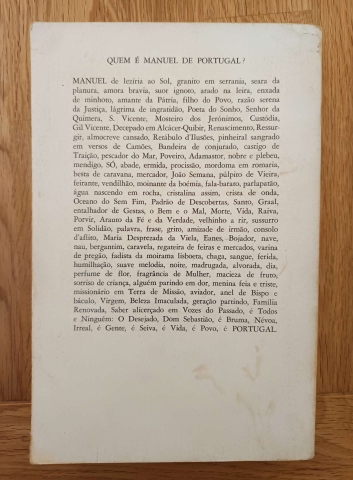 QUEM É MANUEL DE PORTUGAL?
MANUEL de lezíria ao Sol, granito em serrania, seara da
planura, amora bravia, suor ignoto, arado na leira, enxada
de minhoto, amante da Pátria, filho do Povo, razão serena
da Justiça, lágrima de ingratidão, Poeta do Sonho, Senhor da
Quimera, S. Vicente, Mosteiro dos Jerónimos, Custódia,
Gil Vicente, Decepado em Alcácer-Quibir, Renascimento, Ressur-
gir, almocreve cansado, Retábulo d'Ilusões, pinheiral sangrado
em versos de Camões, Bandeira de conjurado, castigo de
Traição, pescador do Mar, Poveiro, Adamastor, nobre e plebeu,
mendigo, SÓ, abade, ermida, procissão, mordoma em romaria,
besta de caravana, mercador, João Semana, púlpito de Vieira,
feirante, vendilhão, moinante da boémia, fala-barato, parlapatão,
água nascendo em rocha, cristalina assim, crista de onda,
Oceano do Sem Fim, Padrão de Descobertas, Santo, Graal,
entalhador de Gestas, o Bem e o Mal, Morte, Vida, Raiva,
Porvir, Arauto da Fé e da Verdade, velhinho a rir, sussurro
em Solidão, palavra, frase, grito, amizade de irmão, consolo
d'aflito, Maria Desprezada da Viela, Eanes, Bojador, nave,
nau, bergantim, caravela, regateira de feiras e mercados, varina
de pregão, fadista da moirama lisboeta, chaga, sangue, ferida,
humilhação, suave melodia, noite, madrugada, alvorada, dia,
perfume de flor, fragrância de Mulher, macieza de fruto,
sorriso de criança, alguém partindo em dor, menina feia e triste,
missionário em Terra de Missão, aviador, anel de Bispo e
báculo, Virgem, Beleza Imaculada, geração partindo, Família
Renovada, Saber alicerçado em Vozes do Passado, é Todos
e Ninguém: O Desejado, Dom Sebastião, é Bruma, Névoa,
Irreal, é Gente, é Seiva, é Vida, é Povo, é PORTUGAL.